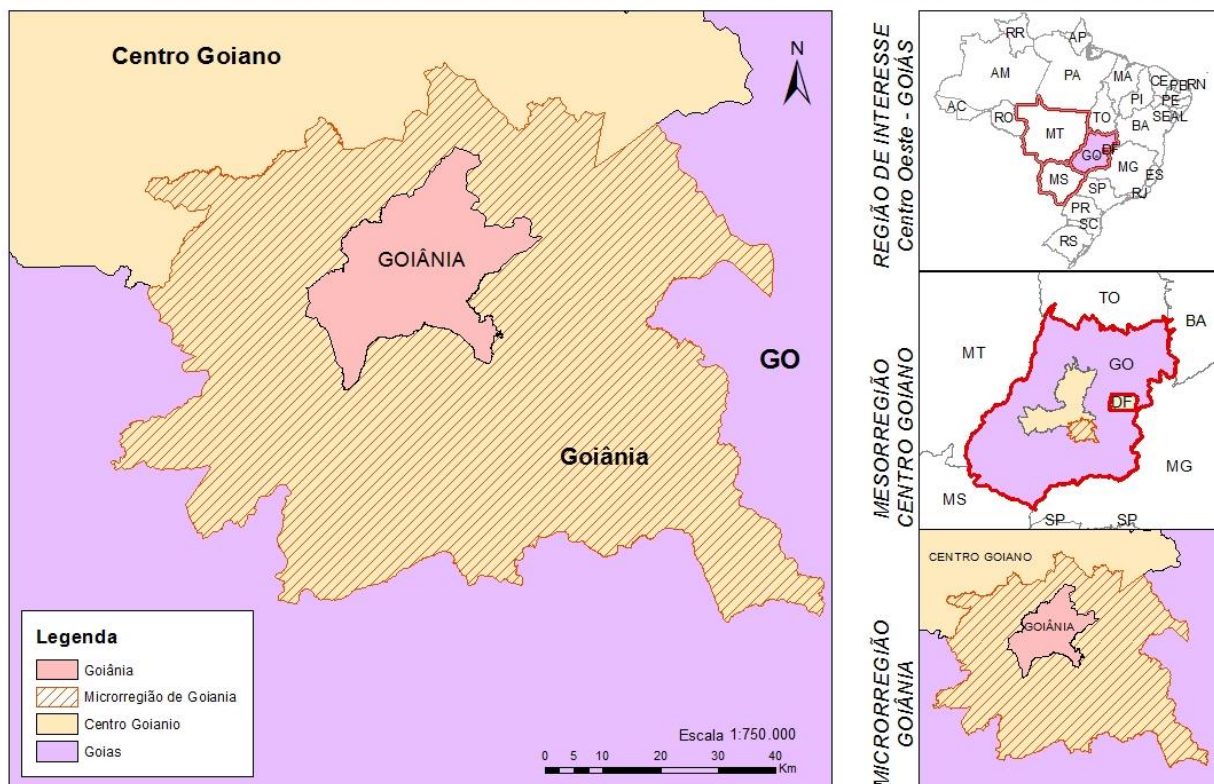 Centro Goiano
N
GOIÂNIA
GO
Goiânia
Legenda
Goiânia
Microrregião de Goiania
Centro Goianio
Goias
Escala 1:750.000
0 5 10 20 30 40
Km
REGIÃO DE INTERESSE
Centro Oeste - GOIÁS
RR
AP
AM
PA
MA
CE
RN
PB
PI
PE
AC
RO
TO
SE
AL
MT
BA
DF
GO
MG
MS
ES
SP
RJ
PR
SC
RS
MESORREGIÃO
CENTRO GOIANO
TO
BA
MT
GO
DF
MG
MS
SP
SP
MICRORREGIÃO
GOIÂNIA
CENTRO GOIANO
GOIÂNIA